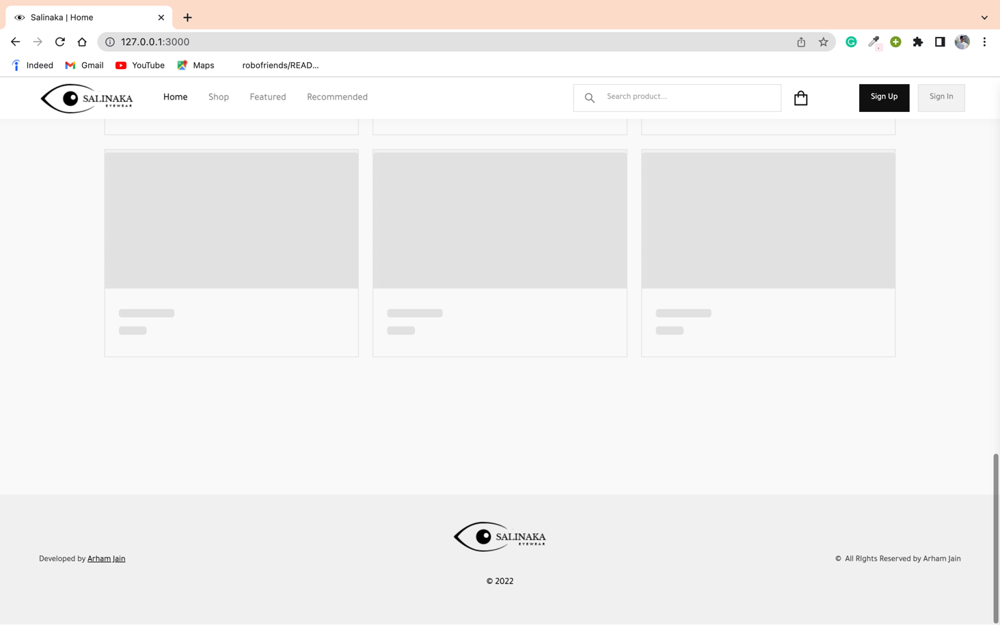 Salinaka | Home
127.0.0.1:3000
Indeed Gmail YouTube Maps robofriends/READ...
SALINAKA
EYEWEAR
Home Shop Featured Recommended Search product... Sign Up Sign In
SALINAKA
EYEWEAR
Developed by Arham Jain
© All RIghts Reserved by Arham Jain
© 2022